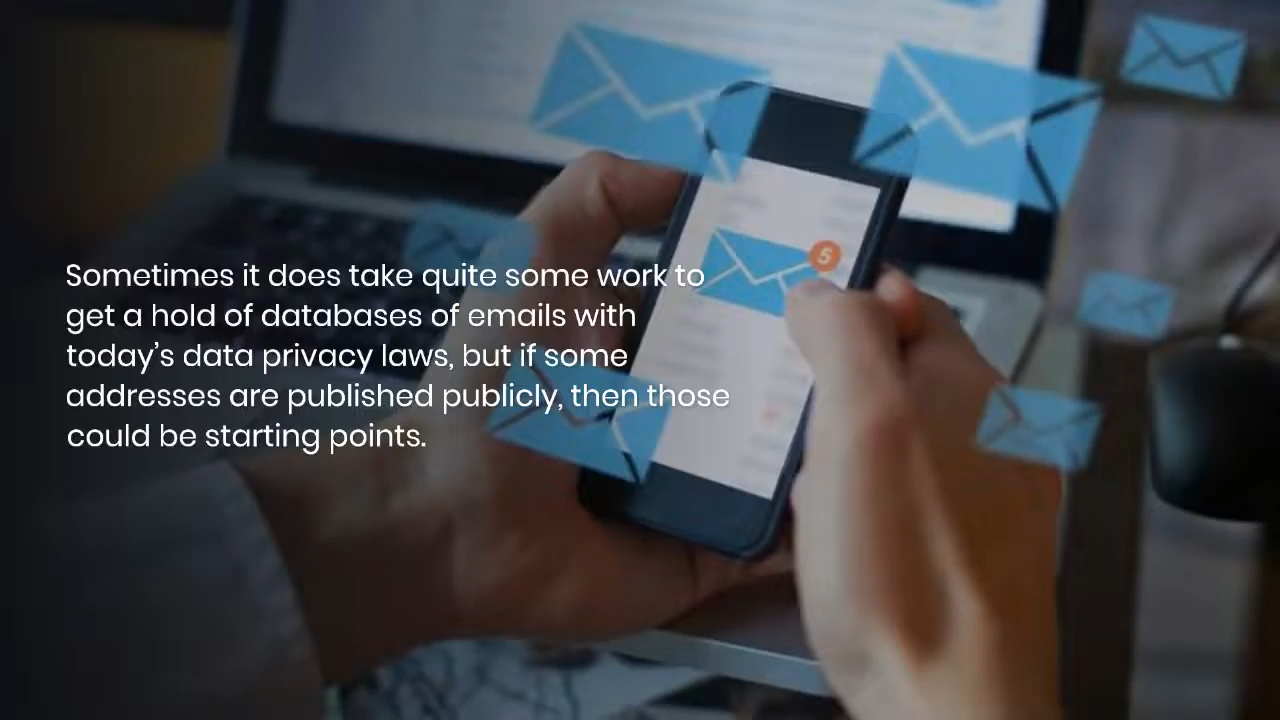 Sometimes it does take quite some work to
get a hold of databases of emails with
today’s data privacy laws, but if some
addresses are published publicly, then those
could be starting points.
5